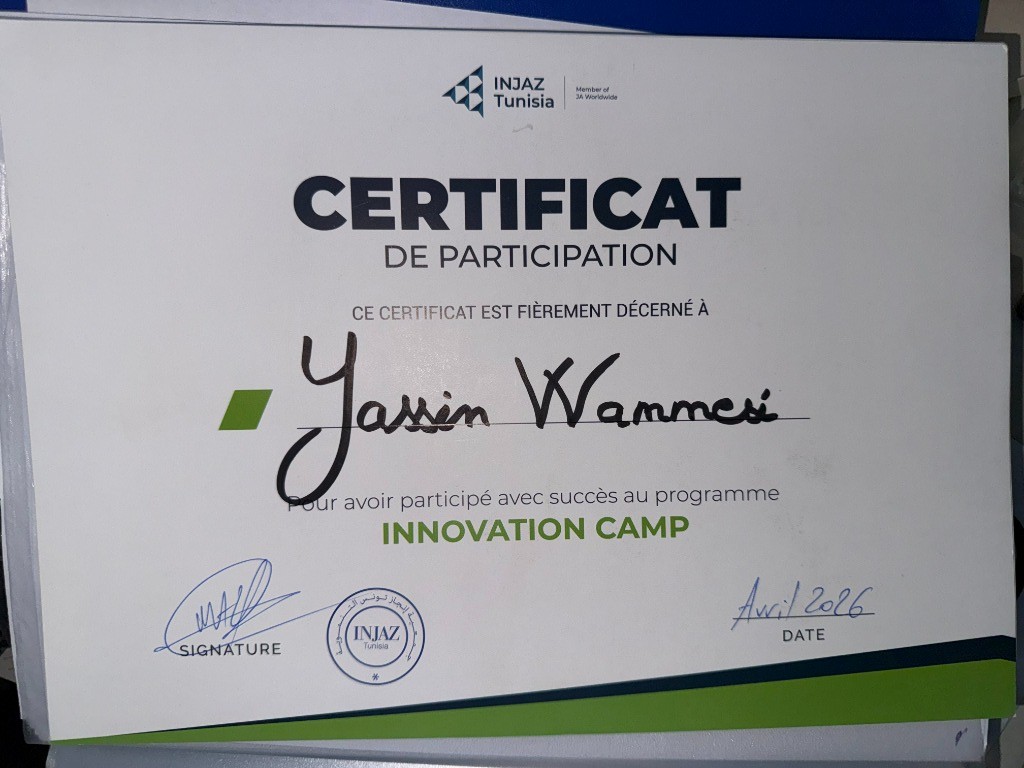 INJAZ
Tunisia
Member of
JA Worldwide
CERTIFICAT
DE PARTICIPATION
CE CERTIFICAT EST FIÈREMENT DÉCERNÉ À
Yassin Wammesi
Pour avoir participé avec succès au programme
INNOVATION CAMP
SIGNATURE
INJAZ
Tunisia
Avril 2026
DATE